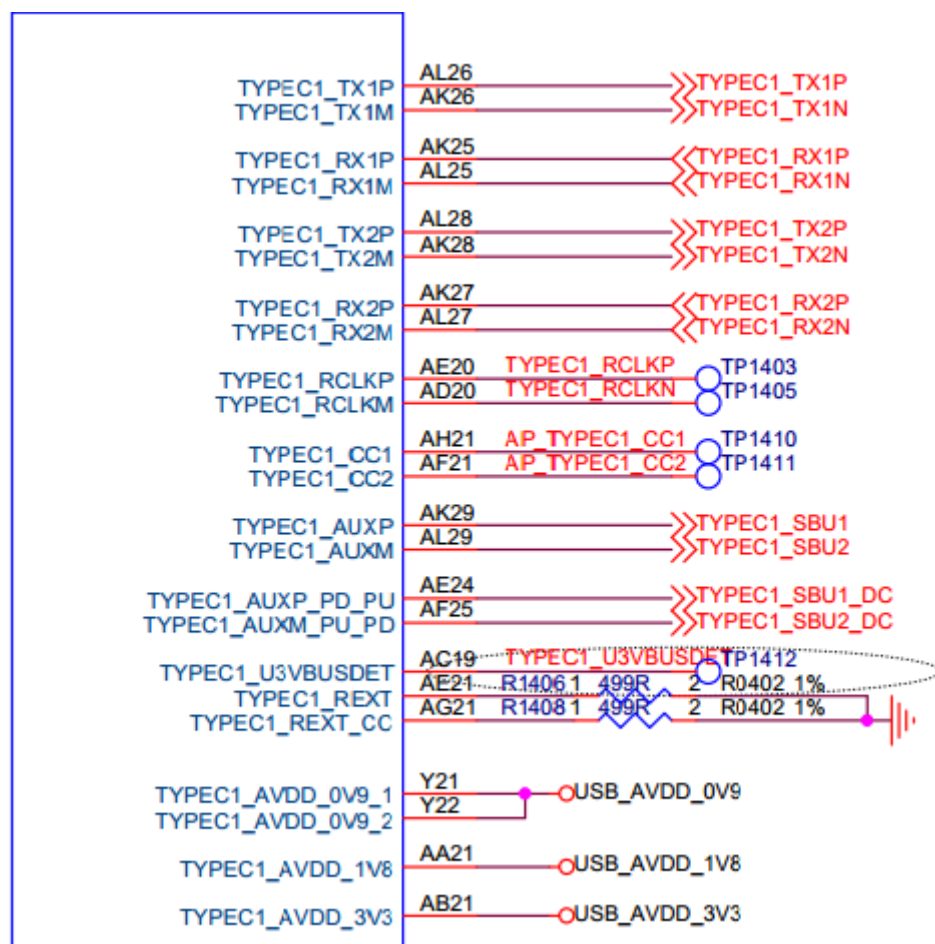 TYPEC1_TX1P AL26 TYPEC1_TX1P
TYPEC1_TX1M AK26 TYPEC1_TX1N
TYPEC1_RX1P AK25 TYPEC1_RX1P
TYPEC1_RX1M AL25 TYPEC1_RX1N
TYPEC1_TX2P AL28 TYPEC1_TX2P
TYPEC1_TX2M AK28 TYPEC1_TX2N
TYPEC1_RX2P AK27 TYPEC1_RX2P
TYPEC1_RX2M AL27 TYPEC1_RX2N
TYPEC1_RCLKP AE20 TYPEC1_RCLKP TP1403
TYPEC1_RCLKM AD20 TYPEC1_RCLKN TP1405
TYPEC1_CC1 AH21 AP_TYPEC1_CC1 TP1410
TYPEC1_CC2 AF21 AP_TYPEC1_CC2 TP1411
TYPEC1_AUXP AK29 TYPEC1_SBU1
TYPEC1_AUXM AL29 TYPEC1_SBU2
TYPEC1_AUXP_PD_PU AE24 TYPEC1_SBU1_DC
TYPEC1_AUXM_PU_PD AF25 TYPEC1_SBU2_DC
TYPEC1_U3VBUSDET AC19 TYPEC1_U3VBUSDET TP1412
TYPEC1_REXT AE21 R1406 1 499R 2 R0402 1%
TYPEC1_REXT_CC AG21 R1408 1 499R 2 R0402 1%
TYPEC1_AVDD_0V9_1 Y21 USB_AVDD_0V9
TYPEC1_AVDD_0V9_2 Y22
TYPEC1_AVDD_1V8 AA21 USB_AVDD_1V8
TYPEC1_AVDD_3V3 AB21 USB_AVDD_3V3